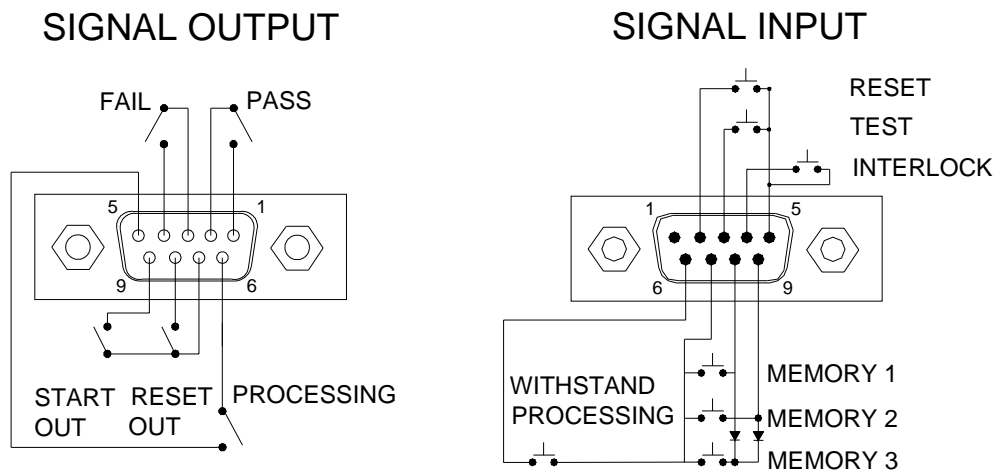 SIGNAL OUTPUT
FAIL
PASS
5
1
9
6
START
OUT
RESET
OUT
PROCESSING
SIGNAL INPUT
RESET
TEST
INTERLOCK
1
5
6
9
WITHSTAND
PROCESSING
MEMORY 1
MEMORY 2
MEMORY 3